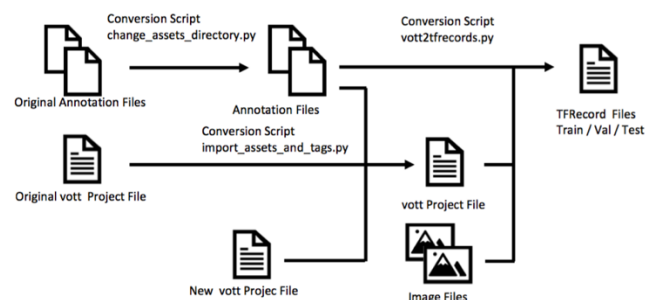 Conversion Script
change_assets_directory.py
Conversion Script
vott2tfrecords.py
Original Annotation Files
Annotation Files
TFRecord Files
Train / Val / Test
Conversion Script
import_assets_and_tags.py
Original vott Project File
vott Project File
New vott Projec File
Image Files